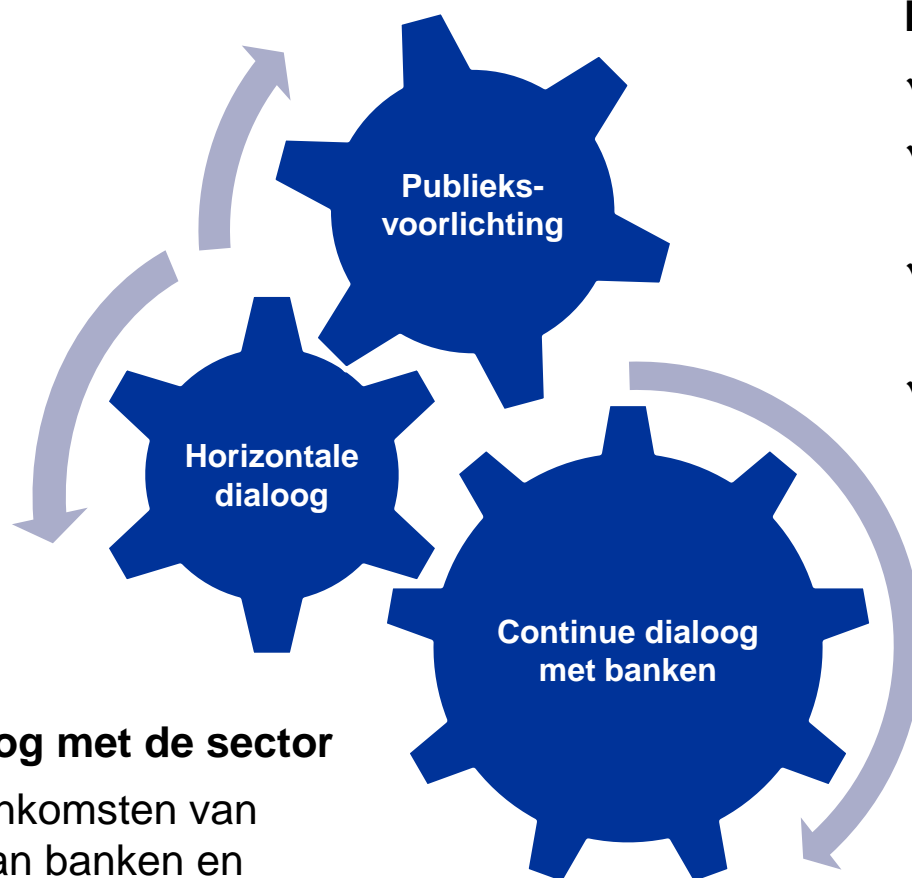 Publieks-
voorlichting
Horizontale
dialoog
Continue dialoog
met banken
og met de sector
nkomsten van
an banken en